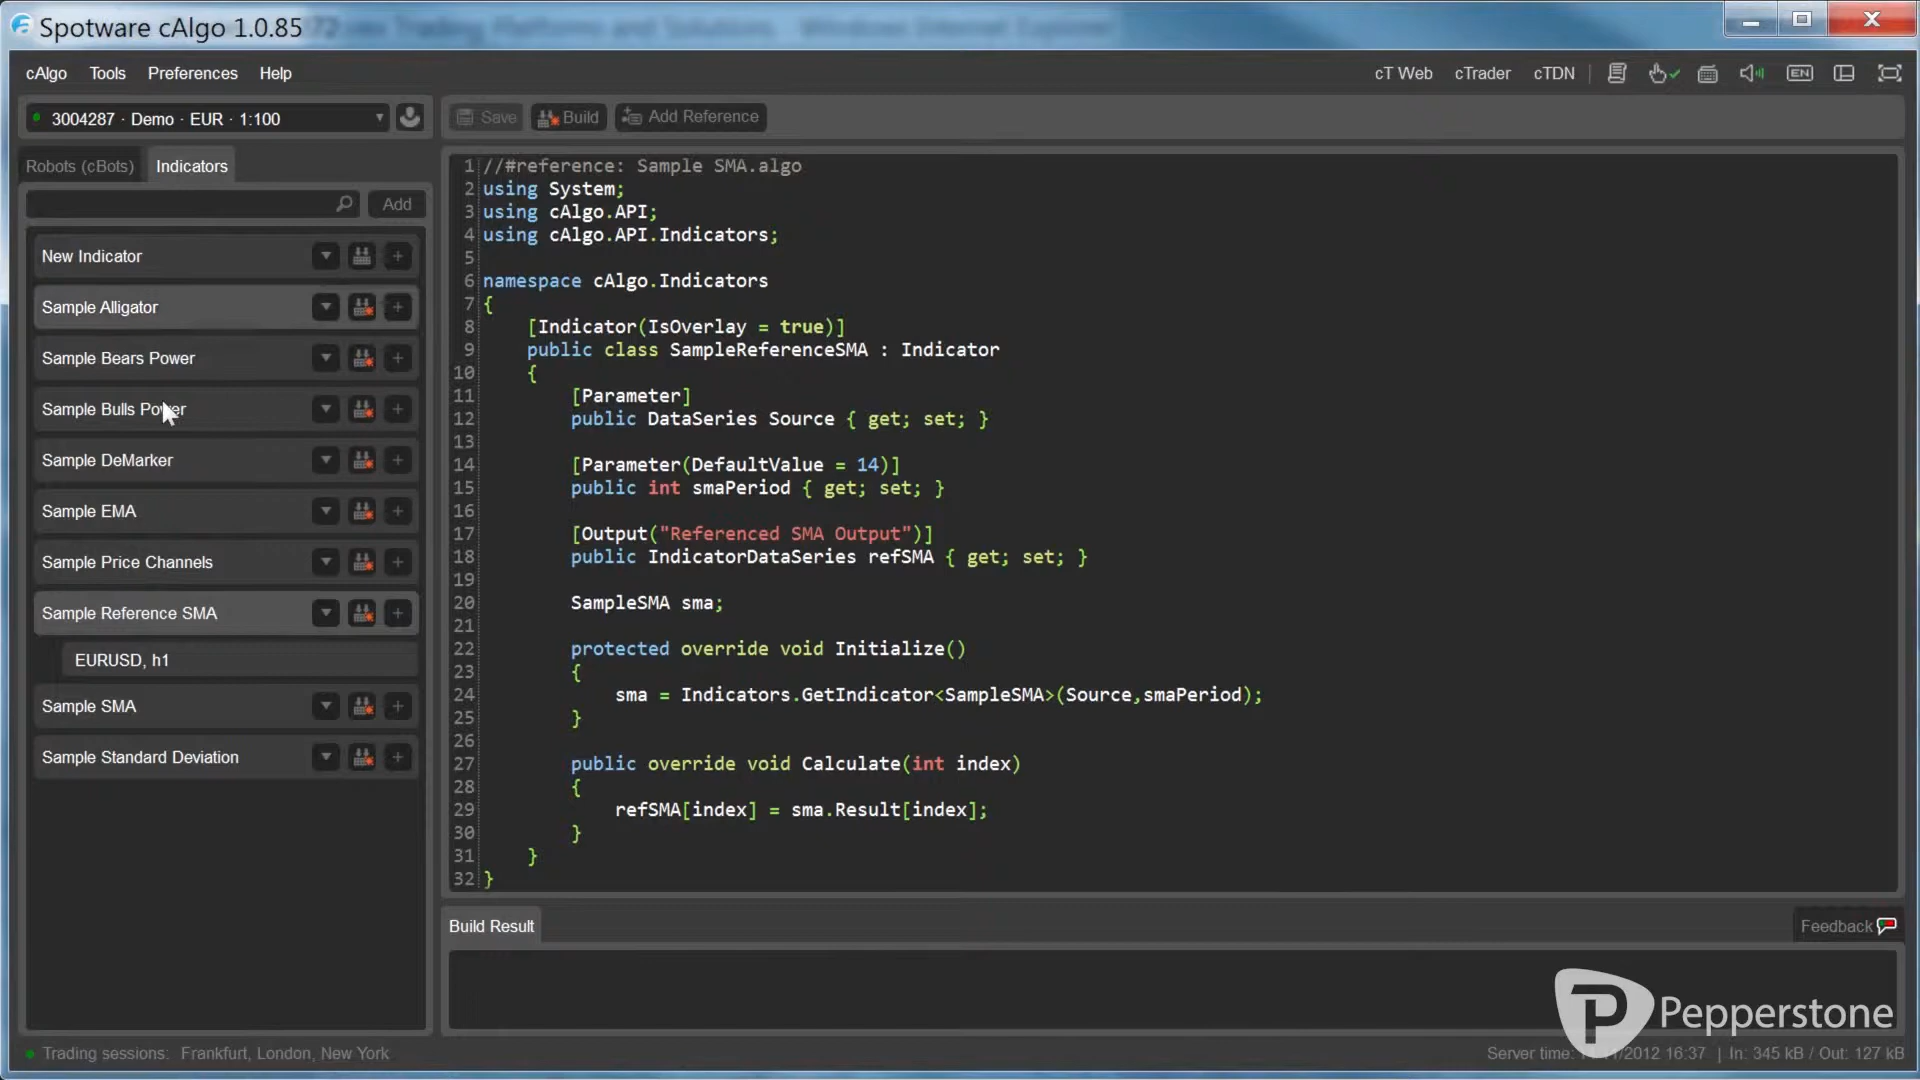 Spotware cAlgo 1.0.85
ex Trading Platforms and Solutions - Windows Internet Explorer
cAlgo Tools Preferences Help
cT Web cTrader cTDN EN
3004287 · Demo · EUR · 1:100
Save Build Add Reference
Robots (cBots) Indicators
Add
New Indicator
Sample Alligator
Sample Bears Power
Sample Bulls Power
Sample DeMarker
Sample EMA
Sample Price Channels
Sample Reference SMA
EURUSD, h1
Sample SMA
Sample Standard Deviation
1 //#reference: Sample SMA.algo
2 using System;
3 using cAlgo.API;
4 using cAlgo.API.Indicators;
5
6 namespace cAlgo.Indicators
7 {
8 [Indicator(IsOverlay = true)]
9 public class SampleReferenceSMA : Indicator
10 {
11 [Parameter]
12 public DataSeries Source { get; set; }
13
14 [Parameter(DefaultValue = 14)]
15 public int smaPeriod { get; set; }
16
17 [Output("Referenced SMA Output")]
18 public IndicatorDataSeries refSMA { get; set; }
19
20 SampleSMA sma;
21
22 protected override void Initialize()
23 {
24 sma = Indicators.GetIndicator<SampleSMA>(Source,smaPeriod);
25 }
26
27 public override void Calculate(int index)
28 {
29 refSMA[index] = sma.Result[index];
30 }
31 }
32 }
Build Result
Feedback
Pepperstone
Trading sessions: Frankfurt, London, New York
Server time: /2012 16:37 | In: 345 kB / Out: 127 kB